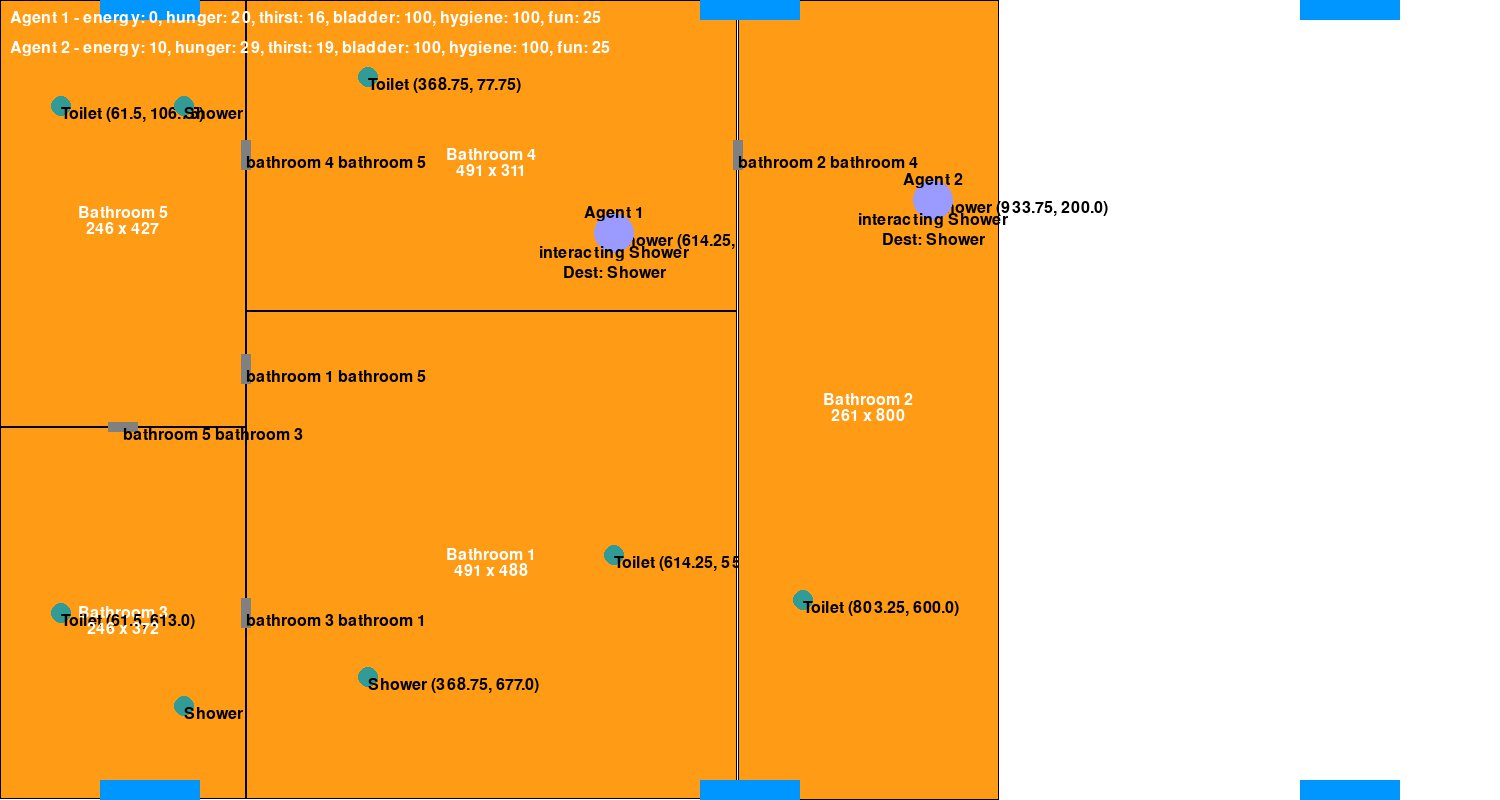 Agent 1 - energy: 0, hunger: 20, thirst: 16, bladder: 100, hygiene: 100, fun: 25
Agent 2 - energy: 10, hunger: 29, thirst: 19, bladder: 100, hygiene: 100, fun: 25
Toilet (368.75, 77.75)
Toilet (61.5, 106.
Shower
bathroom 4 bathroom 5
Bathroom 4
491 x 311
bathroom 2 bathroom 4
Agent 2
ower (933.75, 200.0)
interacting Shower
Dest: Shower
Bathroom 5
246 x 427
Agent 1
ower (614.25,
interacting Shower
Dest: Shower
bathroom 1 bathroom 5
Bathroom 2
261 x 800
bathroom 5 bathroom 3
Bathroom 1
491 x 488
Toilet (614.25, 55
Toilet (803.25, 600.0)
Bathroom 3
Toilet (61.5, 613.0)
246 x 372
bathroom 3 bathroom 1
Shower (368.75, 677.0)
Shower